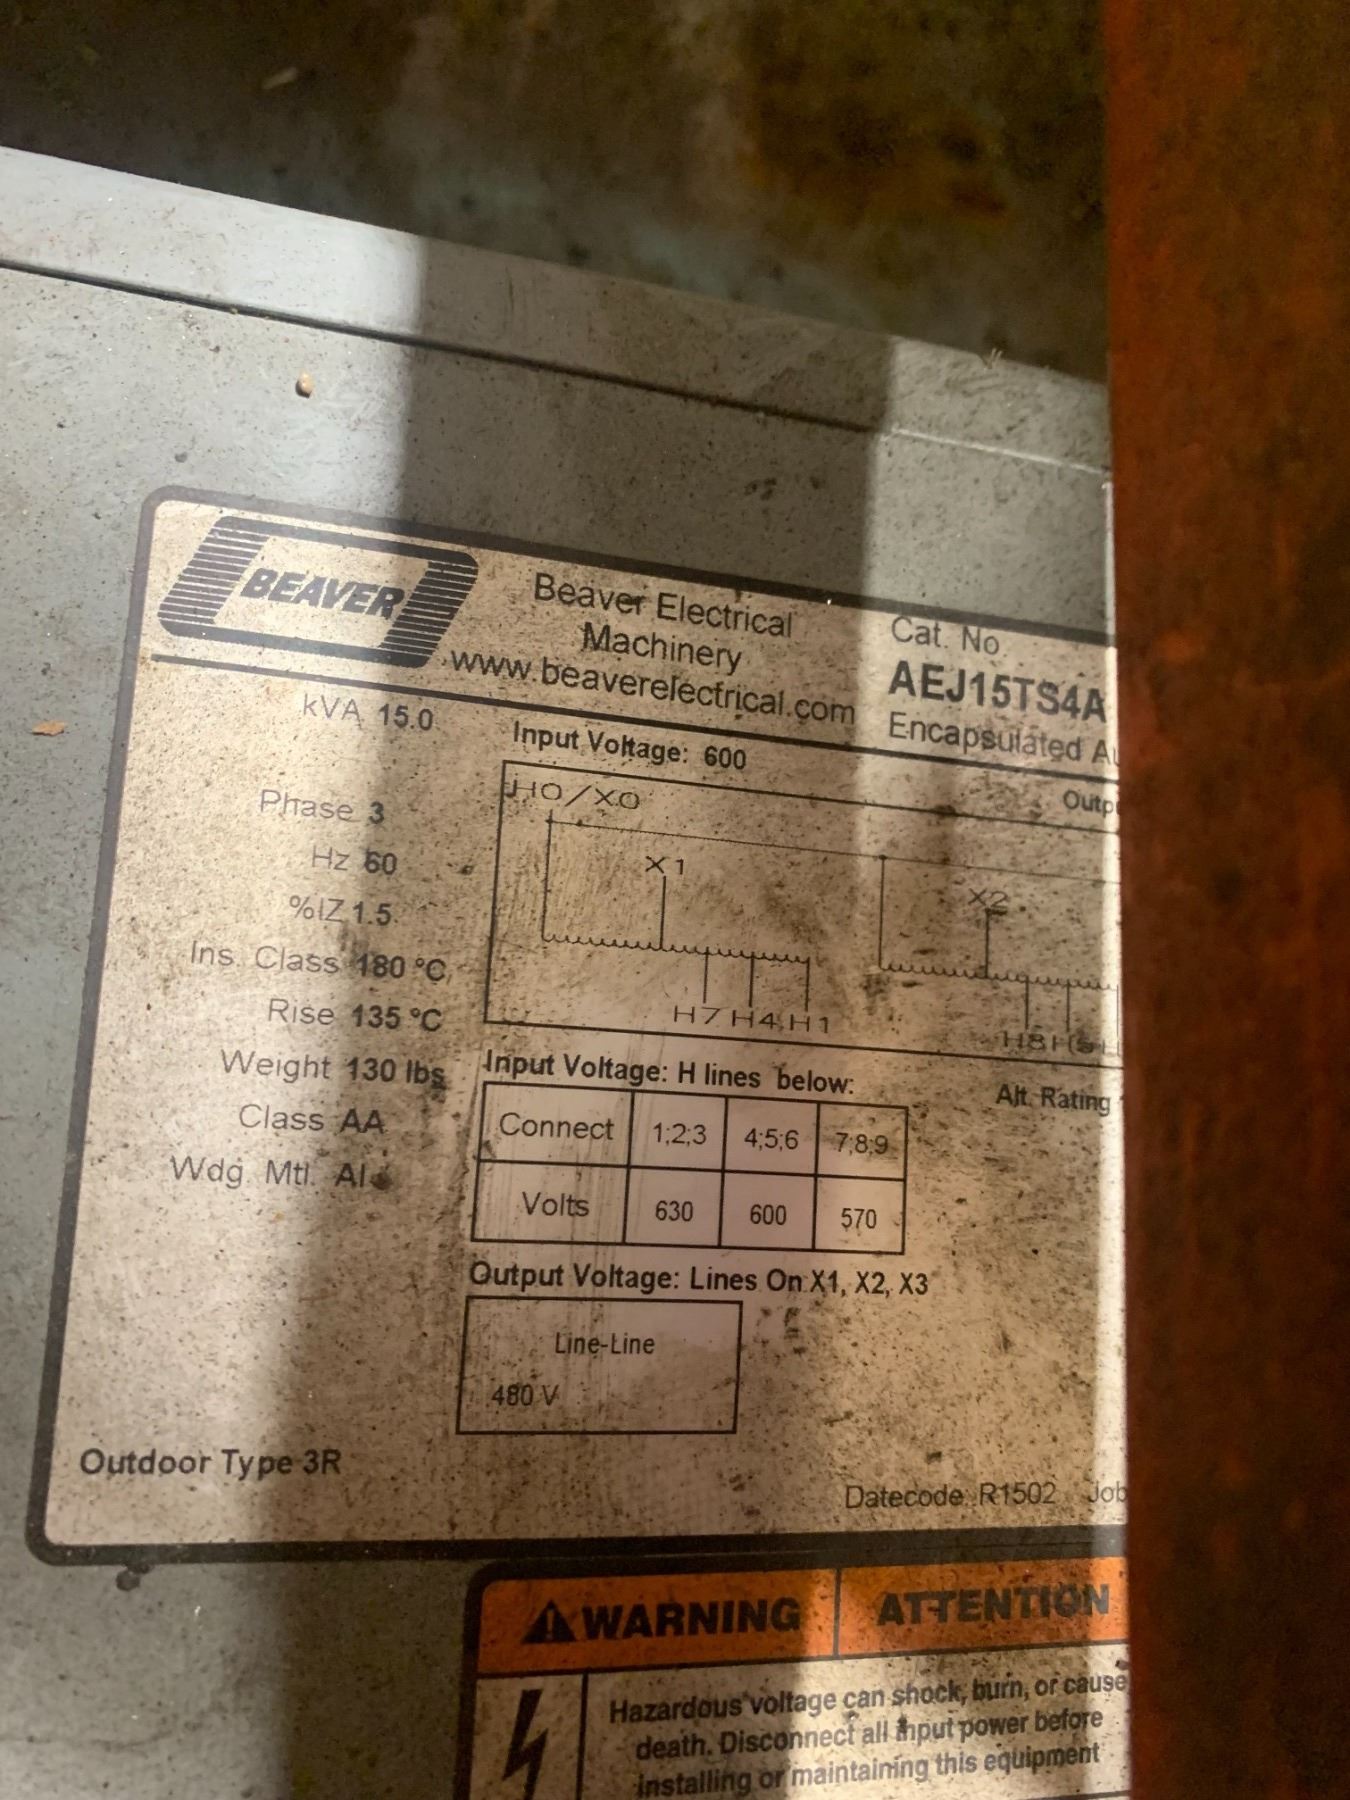 BEAVER
Beaver Electrical
Machinery
www.beaverelectrical.com
Cat. No.
AEJ15TS4A
Encapsulated
kVA 15.0
Phase 3
Hz 60
%IZ 1.5
Ins. Class 180 °C
Rise 135 °C
Weight 130 lbs
Class AA
Wdg. Mtl. Al
Outdoor Type 3R
Input Voltage: 600
H0/X0
X1
X2
H7 H4 H1
H8 H5 H
Input Voltage: H lines below:
Alt. Rating
Connect 1;2;3 4;5;6 7;8;9
Volts 630 600 570
Output Voltage: Lines On X1, X2, X3
Line-Line
480 V
Datecode R1502 Job
WARNING ATTENTION
Hazardous voltage can shock, burn, or cause
death. Disconnect all input power before
installing or maintaining this equipment